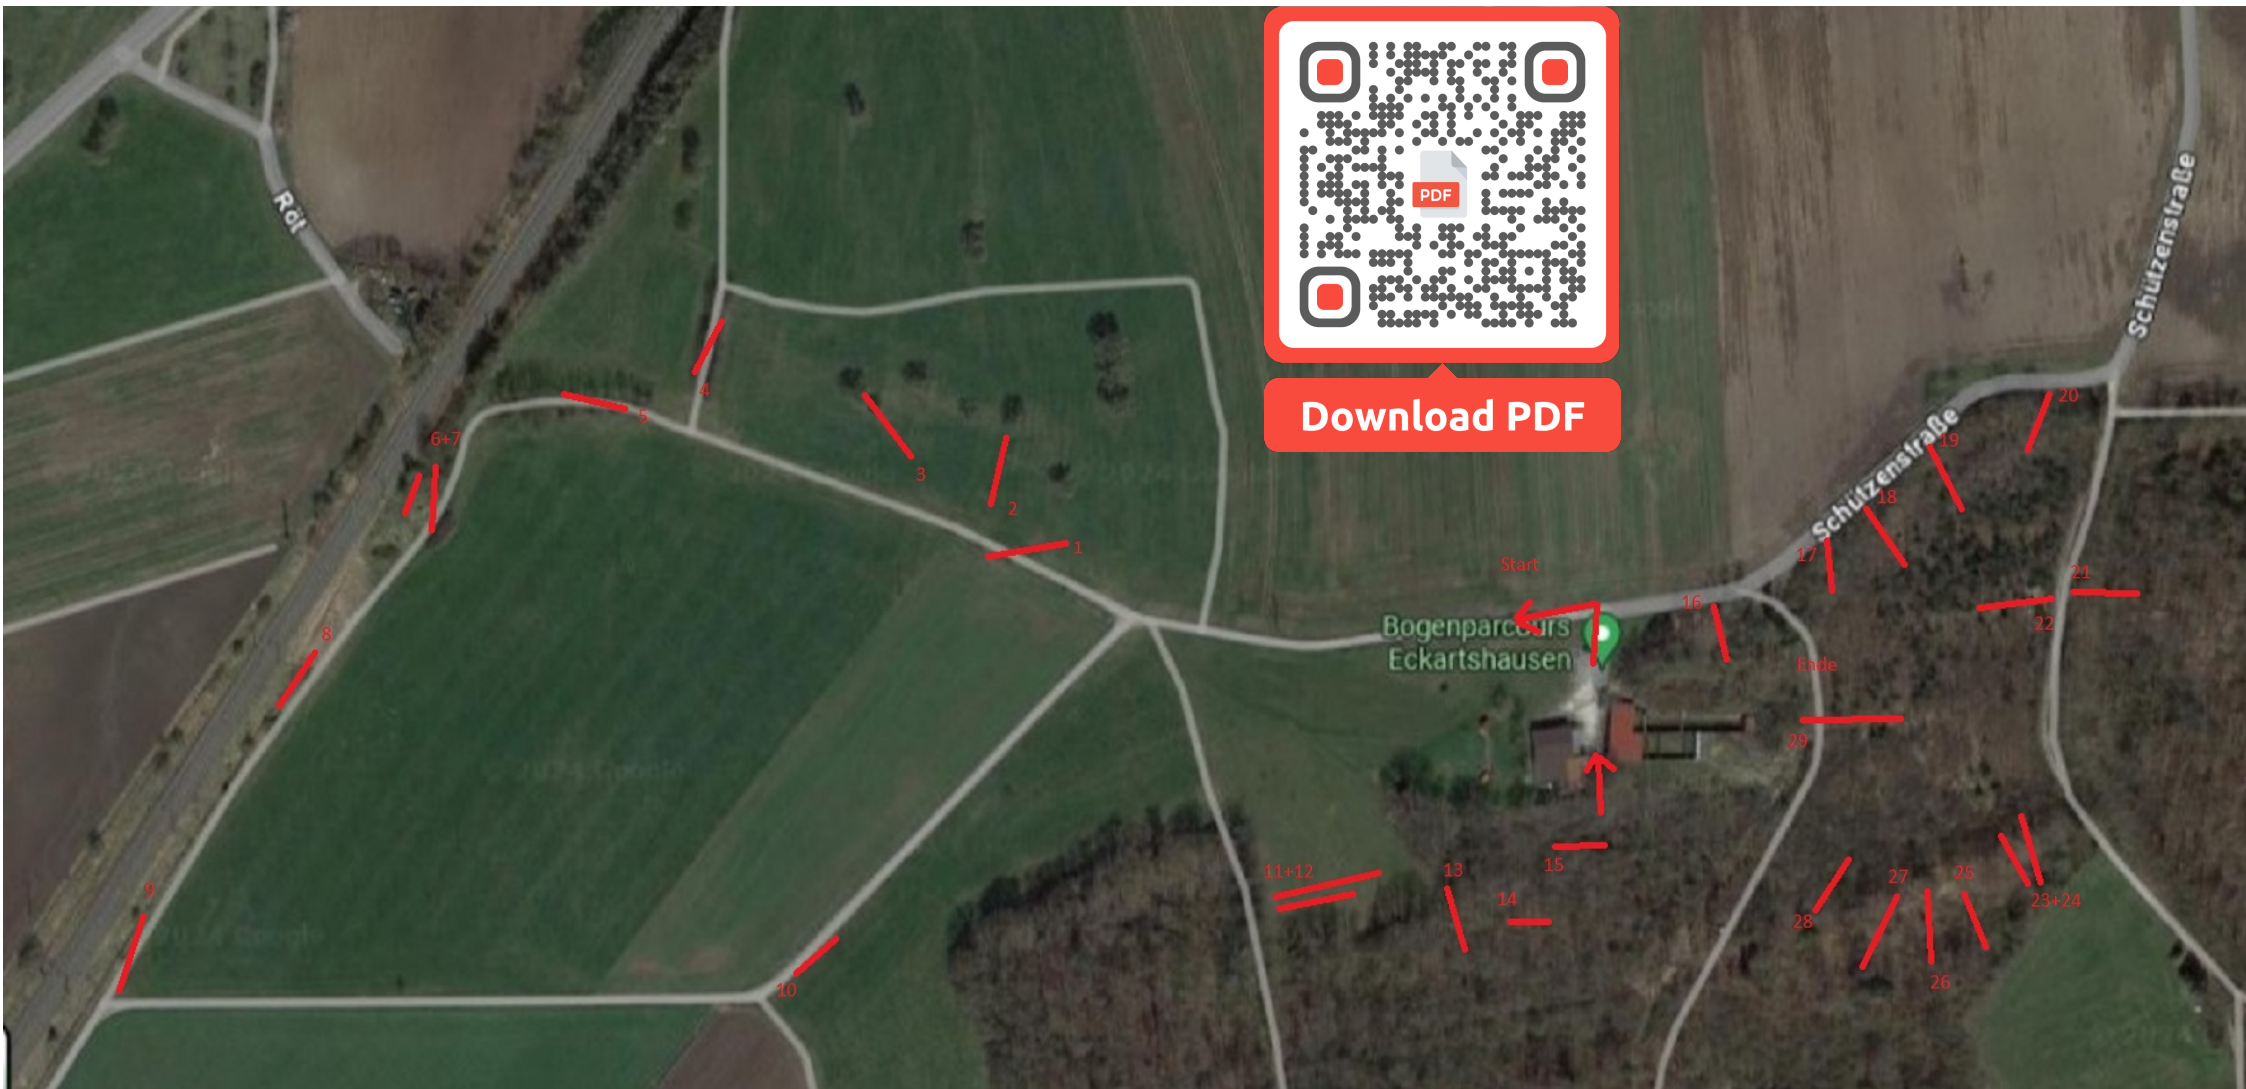 PDF
Download PDF
Röt
Schützenstraße
Schützenstraße
Start
Bogenparcours
Eckartshausen
Ende
1
2
3
4
5
6+7
8
9
10
11+12
13
14
15
16
17
18
19
20
21
22
23+24
25
26
27
28
29